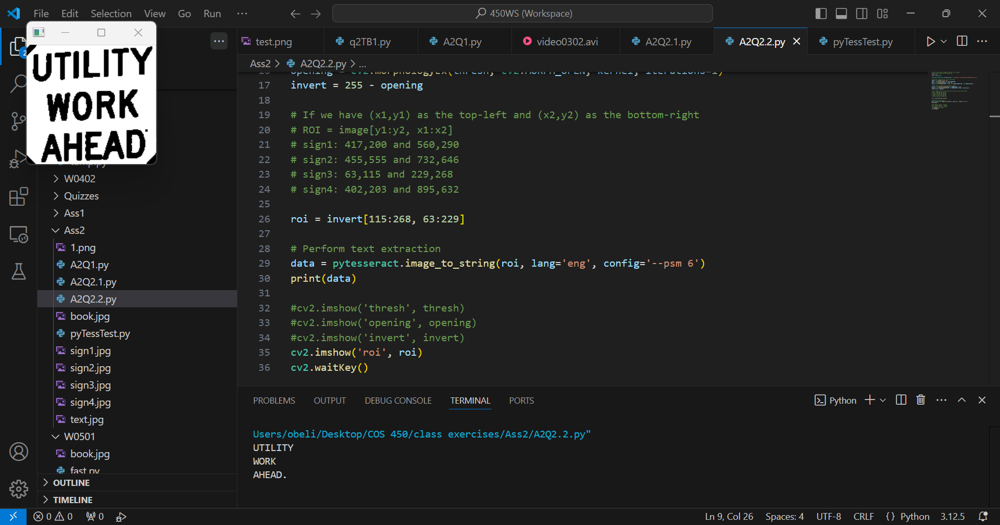 File Edit Selection View Go Run ...
450WS (Workspace)
test.png
q2TB1.py
A2Q1.py
video0302.avi
A2Q2.1.py
A2Q2.2.py
pyTessTest.py
Ass2 > A2Q2.2.py > ...
UTILITY
WORK
AHEAD
2
temp.py
W0402
Quizzes
Ass1
Ass2
1.png
A2Q1.py
A2Q2.1.py
A2Q2.2.py
book.jpg
pyTessTest.py
sign1.jpg
sign2.jpg
sign3.jpg
sign4.jpg
text.jpg
W0501
book.jpg
fast.py
OUTLINE
TIMELINE
16 opening = cv2.morphologyEx(thresh, cv2.MORPH_OPEN, kernel, iterations=1)
17 invert = 255 - opening
18
19 # If we have (x1,y1) as the top-left and (x2,y2) as the bottom-right
20 # ROI = image[y1:y2, x1:x2]
21 # sign1: 417,200 and 560,290
22 # sign2: 455,555 and 732,646
23 # sign3: 63,115 and 229,268
24 # sign4: 402,203 and 895,632
25
26 roi = invert[115:268, 63:229]
27
28 # Perform text extraction
29 data = pytesseract.image_to_string(roi, lang='eng', config='--psm 6')
30 print(data)
31
32 #cv2.imshow('thresh', thresh)
33 #cv2.imshow('opening', opening)
34 #cv2.imshow('invert', invert)
35 cv2.imshow('roi', roi)
36 cv2.waitKey()
PROBLEMS OUTPUT DEBUG CONSOLE TERMINAL PORTS
Python
Users/obeli/Desktop/COS 450/class exercises/Ass2/A2Q2.2.py"
UTILITY
WORK
AHEAD.
0 0 0
Ln 9, Col 26 Spaces: 4 UTF-8 CRLF {} Python 3.12.5